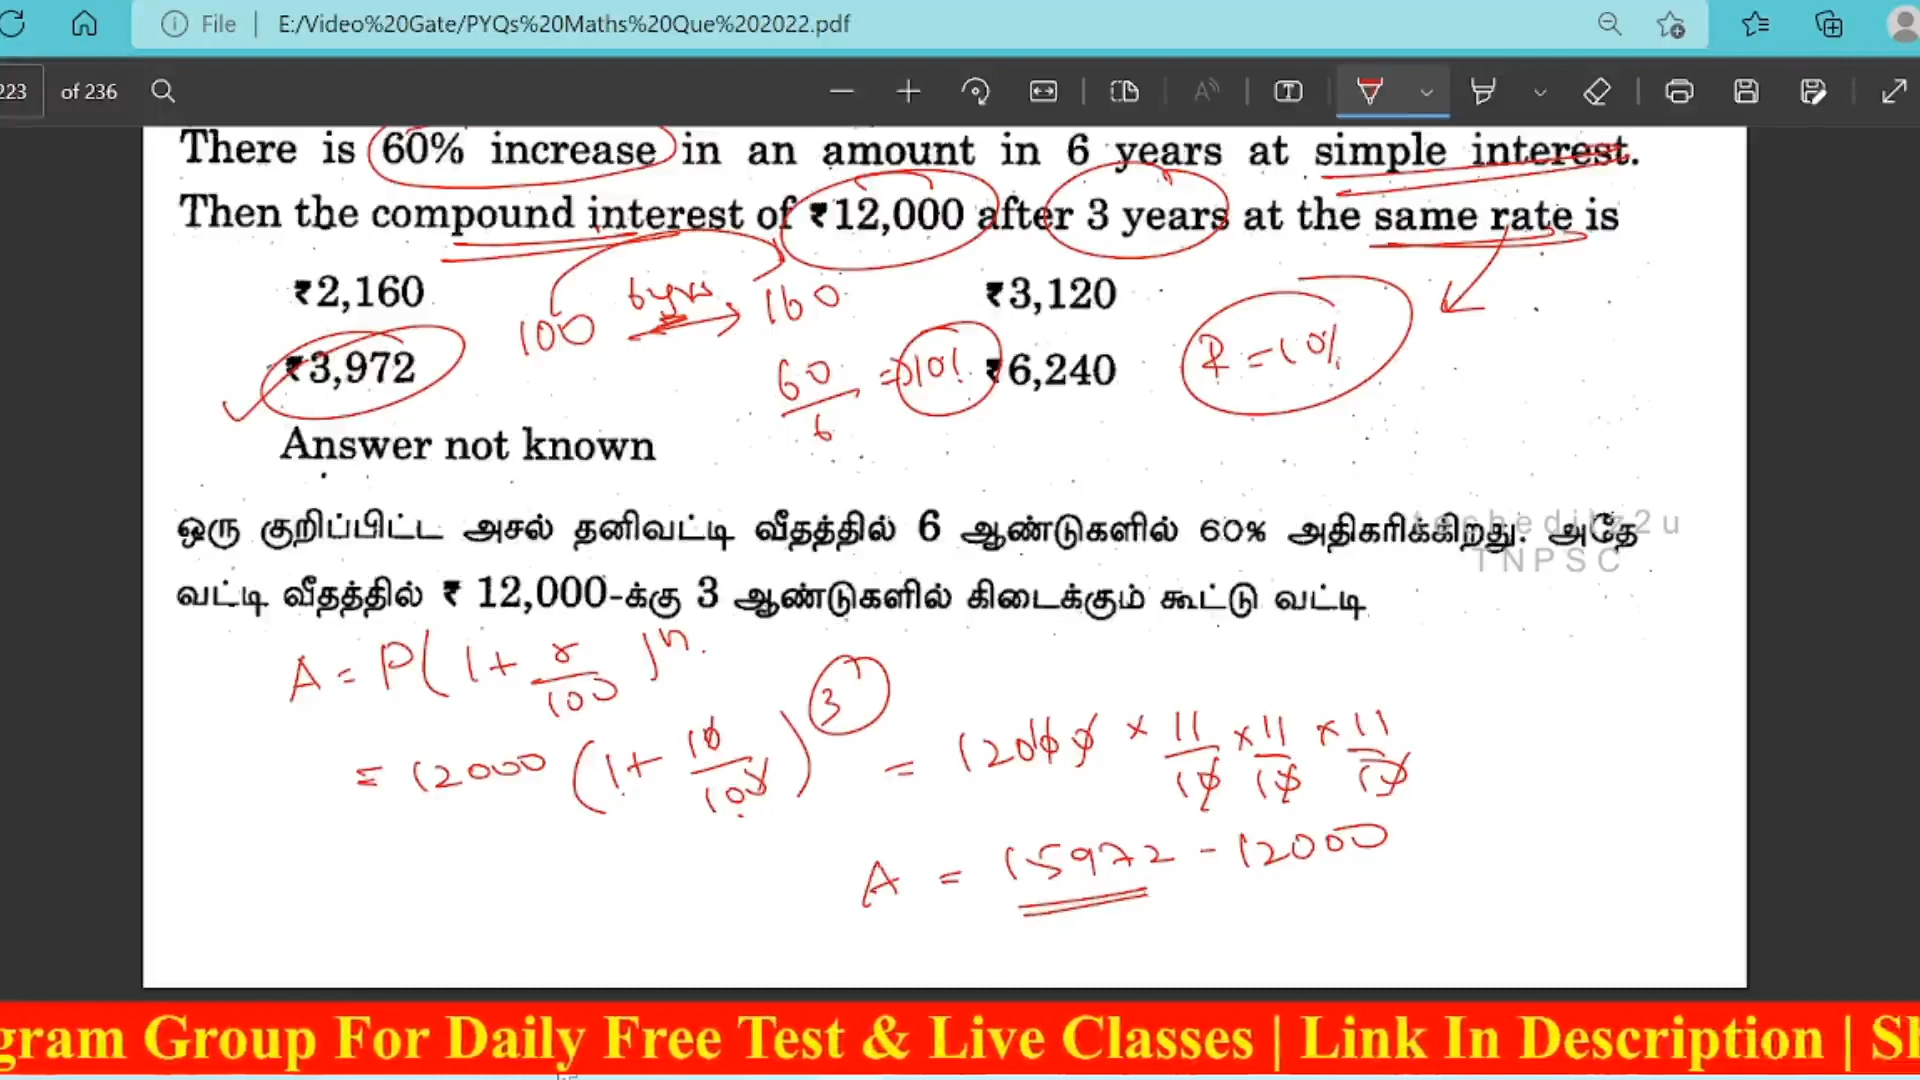 File | E:/Video%20Gate/PYQs%20Maths%20Que%202022.pdf
223 of 236
There is 60% increase in an amount in 6 years at simple interest.
Then the compound interest of ₹12,000 after 3 years at the same rate is
₹2,160 ₹3,120
100 6yrs 160
₹3,972 ₹6,240
60/6 = 10% R = 10%
Answer not known
ஒரு குறிப்பிட்ட அசல் தனிவட்டி வீதத்தில் 6 ஆண்டுகளில் 60% அதிகரிக்கிறது. அதே
வட்டி வீதத்தில் ₹ 12,000-க்கு 3 ஆண்டுகளில் கிடைக்கும் கூட்டு வட்டி
TNPSC
A = P(1 + r/100)^n
= 12000 (1 + 10/100)^3 = 12000 × 11/10 × 11/10 × 11/10
A = 15972 - 12000
gram Group For Daily Free Test & Live Classes | Link In Description | Sh